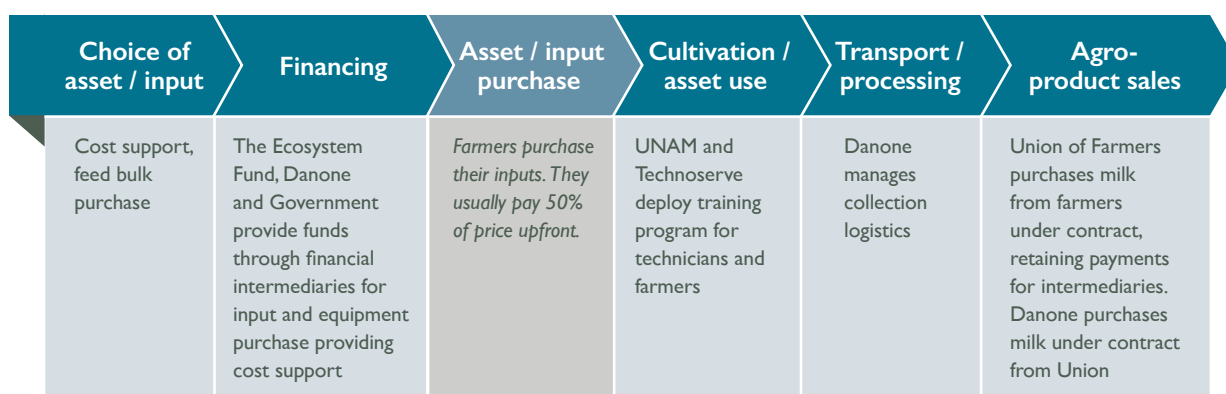 Choice of
asset / input
Financing
Asset / input
purchase
Cultivation /
asset use
Transport /
processing
Agro-
product sales
Cost support,
feed bulk
purchase
The Ecosystem
Fund, Danone
and Government
provide funds
through financial
intermediaries for
input and equipment
purchase providing
cost support
Farmers purchase
their inputs. They
usually pay 50%
of price upfront.
UNAM and
Technoserve
deploy training
program for
technicians and
farmers
Danone
manages
collection
logistics
Union of Farmers
purchases milk
from farmers
under contract,
retaining payments
for intermediaries.
Danone purchases
milk under contract
from Union